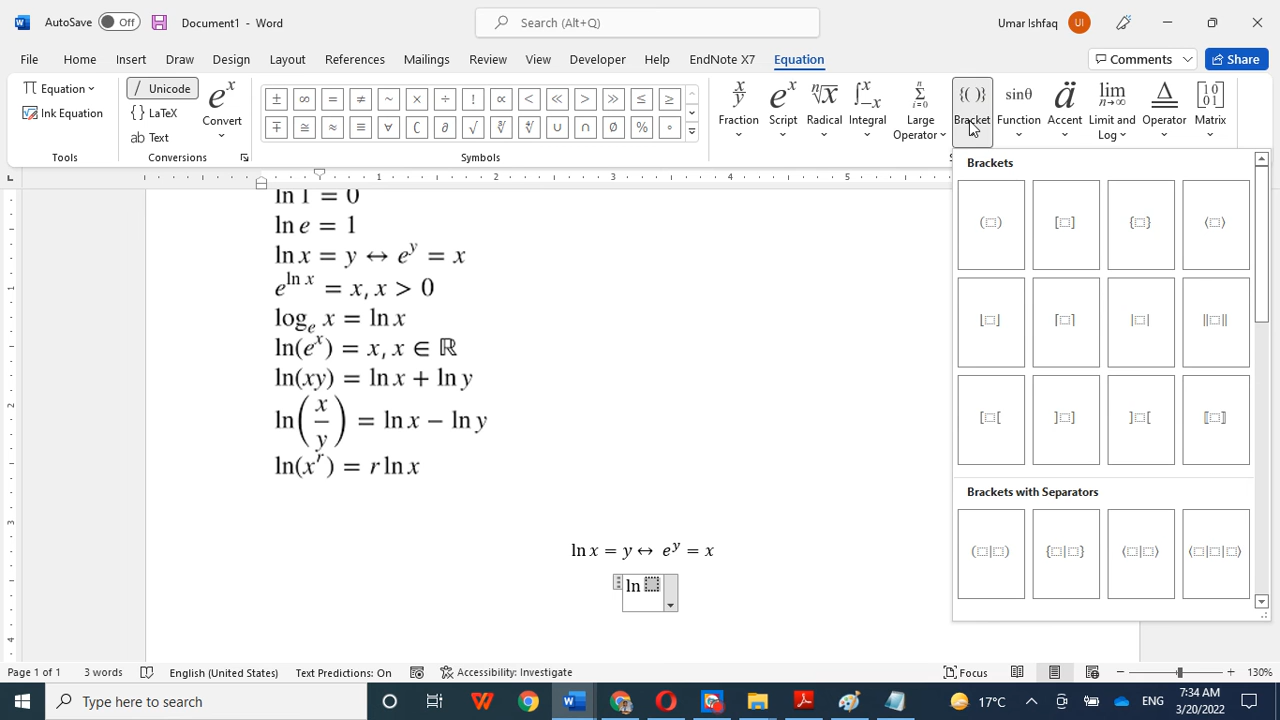 AutoSave Off Document1 - Word Search (Alt+Q) Umar Ishfaq UI
File Home Insert Draw Design Layout References Mailings Review View Developer Help EndNote X7 Equation Comments Share
Equation Unicode LaTeX Ink Equation Text Convert
± ∞ = ≠ ~ × ÷ ! ∝ < ≪ > ≫ ≤ ≥
∓ ≅ ≈ ≡ ∀ ∁ ∂ √ ∛ ∜ ∪ ∩ ∅ % °
Fraction Script Radical Integral Large Operator Bracket Function Accent Limit and Log Operator Matrix
Tools Conversions Symbols S
1 2 3 4 5
ln 1 = 0
ln e = 1
ln x = y ↔ e^y = x
e^{ln x} = x, x > 0
log_e x = ln x
ln(e^x) = x, x ∈ ℝ
ln(xy) = ln x + ln y
ln(x/y) = ln x − ln y
ln(x^r) = r ln x
ln x = y ↔ e^y = x
ln
Brackets
Brackets with Separators
Page 1 of 1 3 words English (United States) Text Predictions: On Accessibility: Investigate Focus 130%
Type here to search 17°C ENG 7:34 AM
3/20/2022